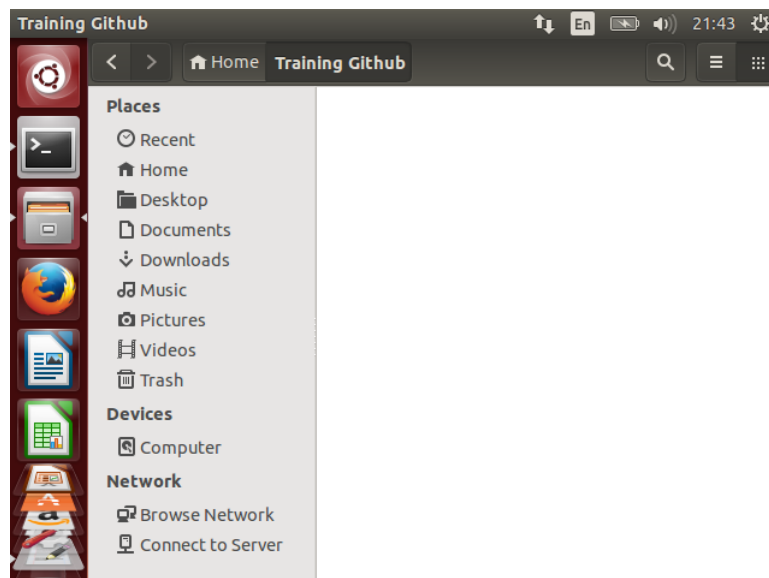 Training Github
En
21:43
Home
Training Github
Places
Recent
Home
Desktop
Documents
Downloads
Music
Pictures
Videos
Trash
Devices
Computer
Network
Browse Network
Connect to Server